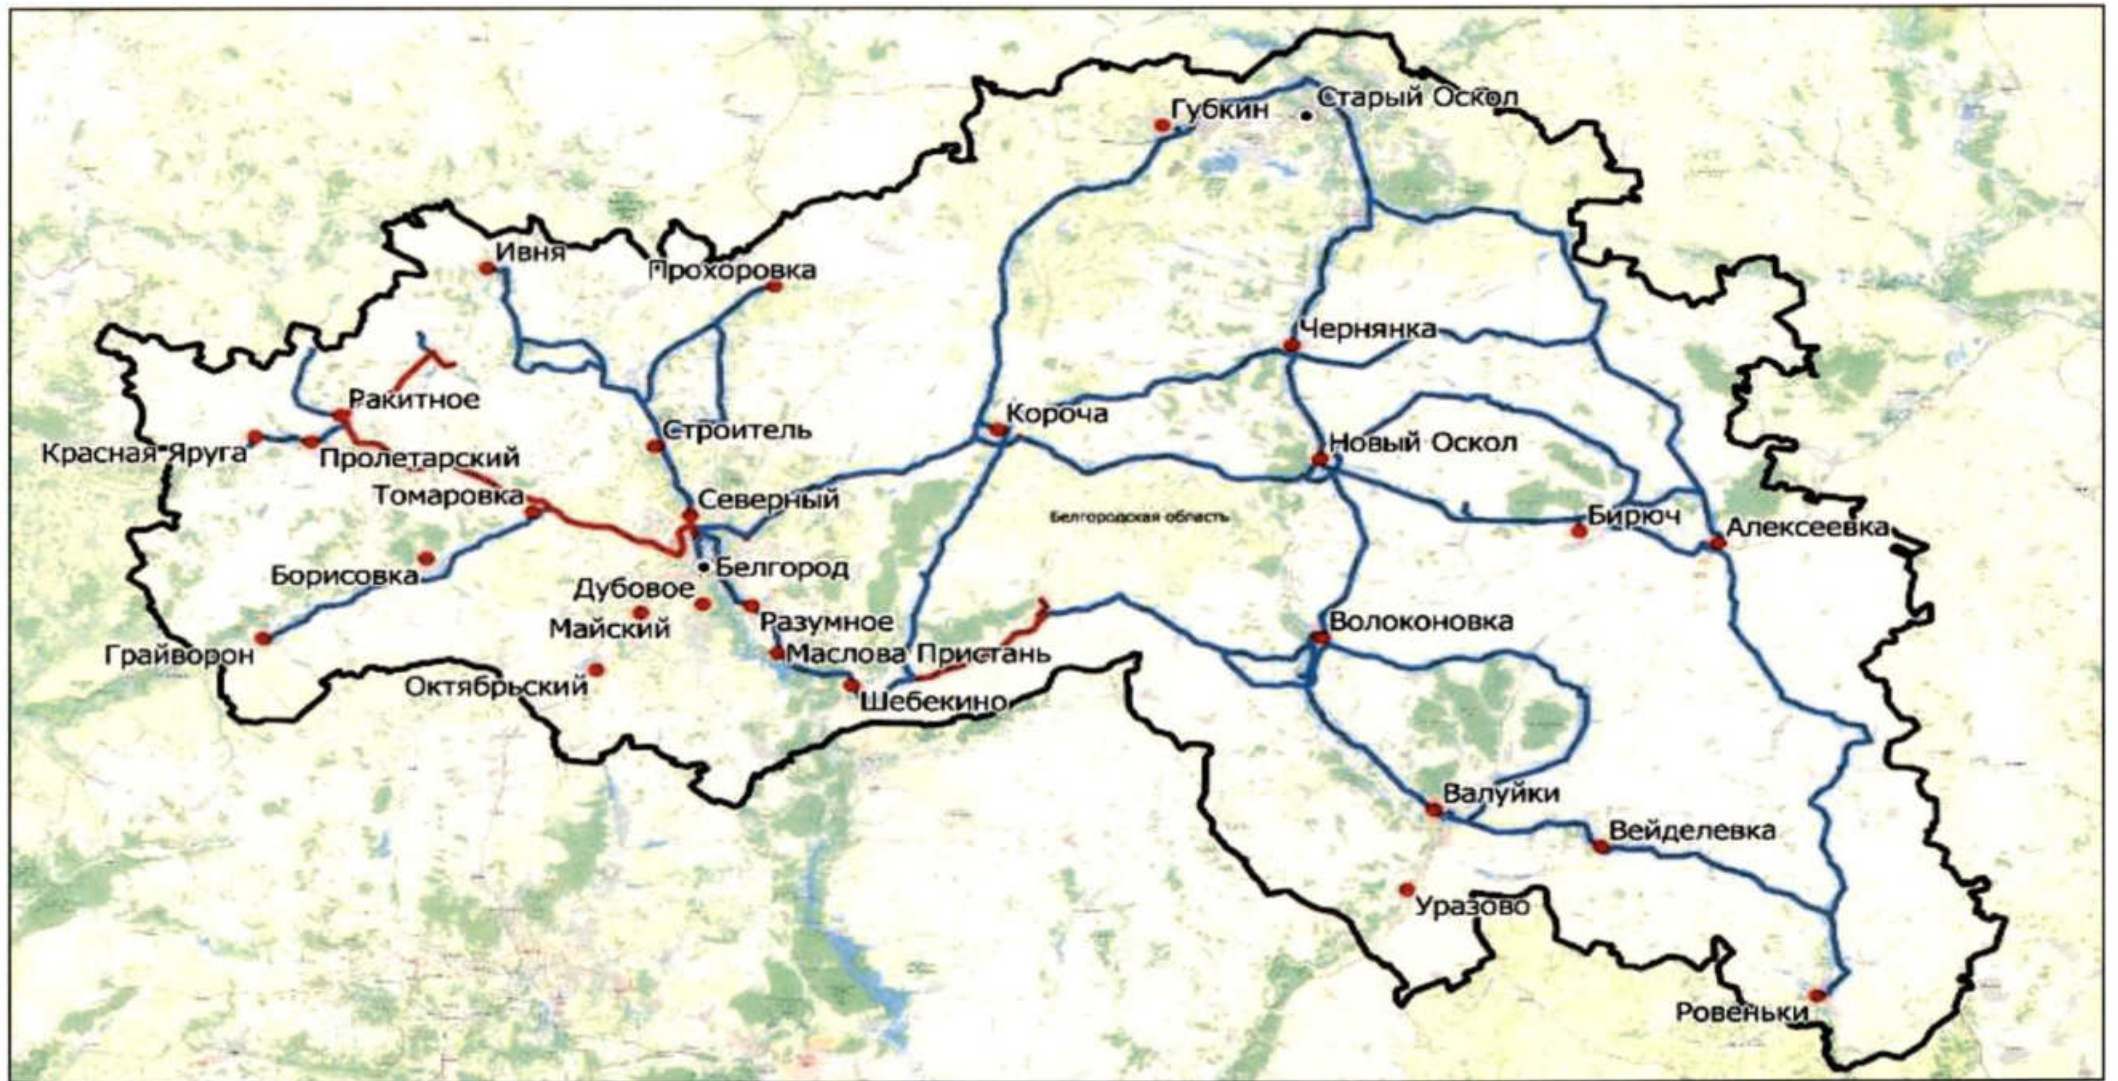 Губкин
Старый Оскол
Ивня
Прохоровка
Чернянка
Ракитное
Короча
Строитель
Новый Оскол
Красная Яруга
Пролетарский
Томаровка
Северный
Белгородская область
Бирюч
Алексеевка
Борисовка
Белгород
Дубовое
Майский
Разумное
Волоконовка
Грайворон
Маслова Пристань
Октябрьский
Шебекино
Валуйки
Вейделевка
Уразово
Ровеньки